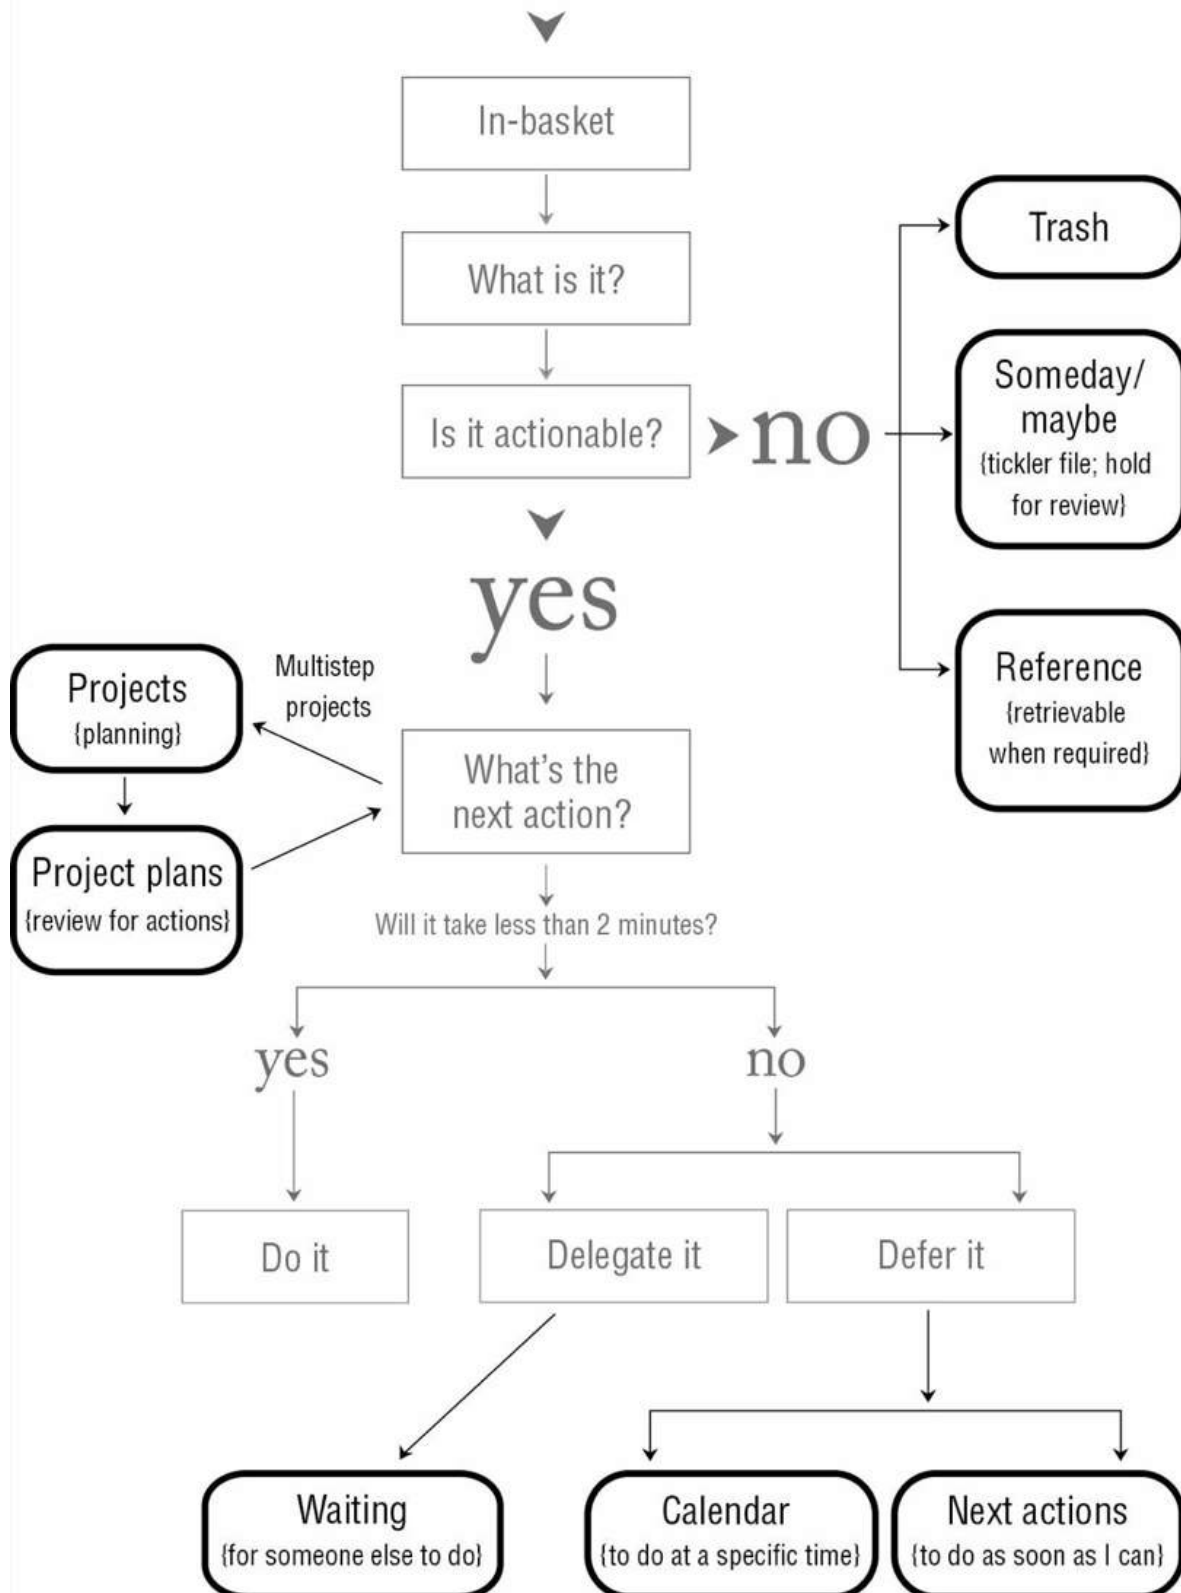 In-basket
What is it?
Is it actionable?
no
Trash
Someday/
maybe
{tickler file; hold
for review}
Reference
{retrievable
when required}
yes
Multistep
projects
Projects
{planning}
Project plans
{review for actions}
What's the
next action?
Will it take less than 2 minutes?
yes
no
Do it
Delegate it
Defer it
Waiting
{for someone else to do}
Calendar
{to do at a specific time}
Next actions
{to do as soon as I can}